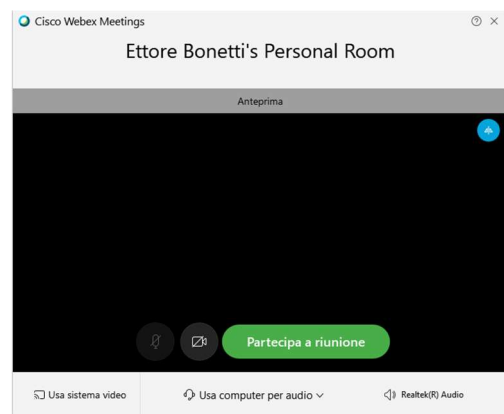 Cisco Webex Meetings
Ettore Bonetti's Personal Room
Anteprima
Partecipa a riunione
Usa sistema video
Usa computer per audio
Realtek(R) Audio